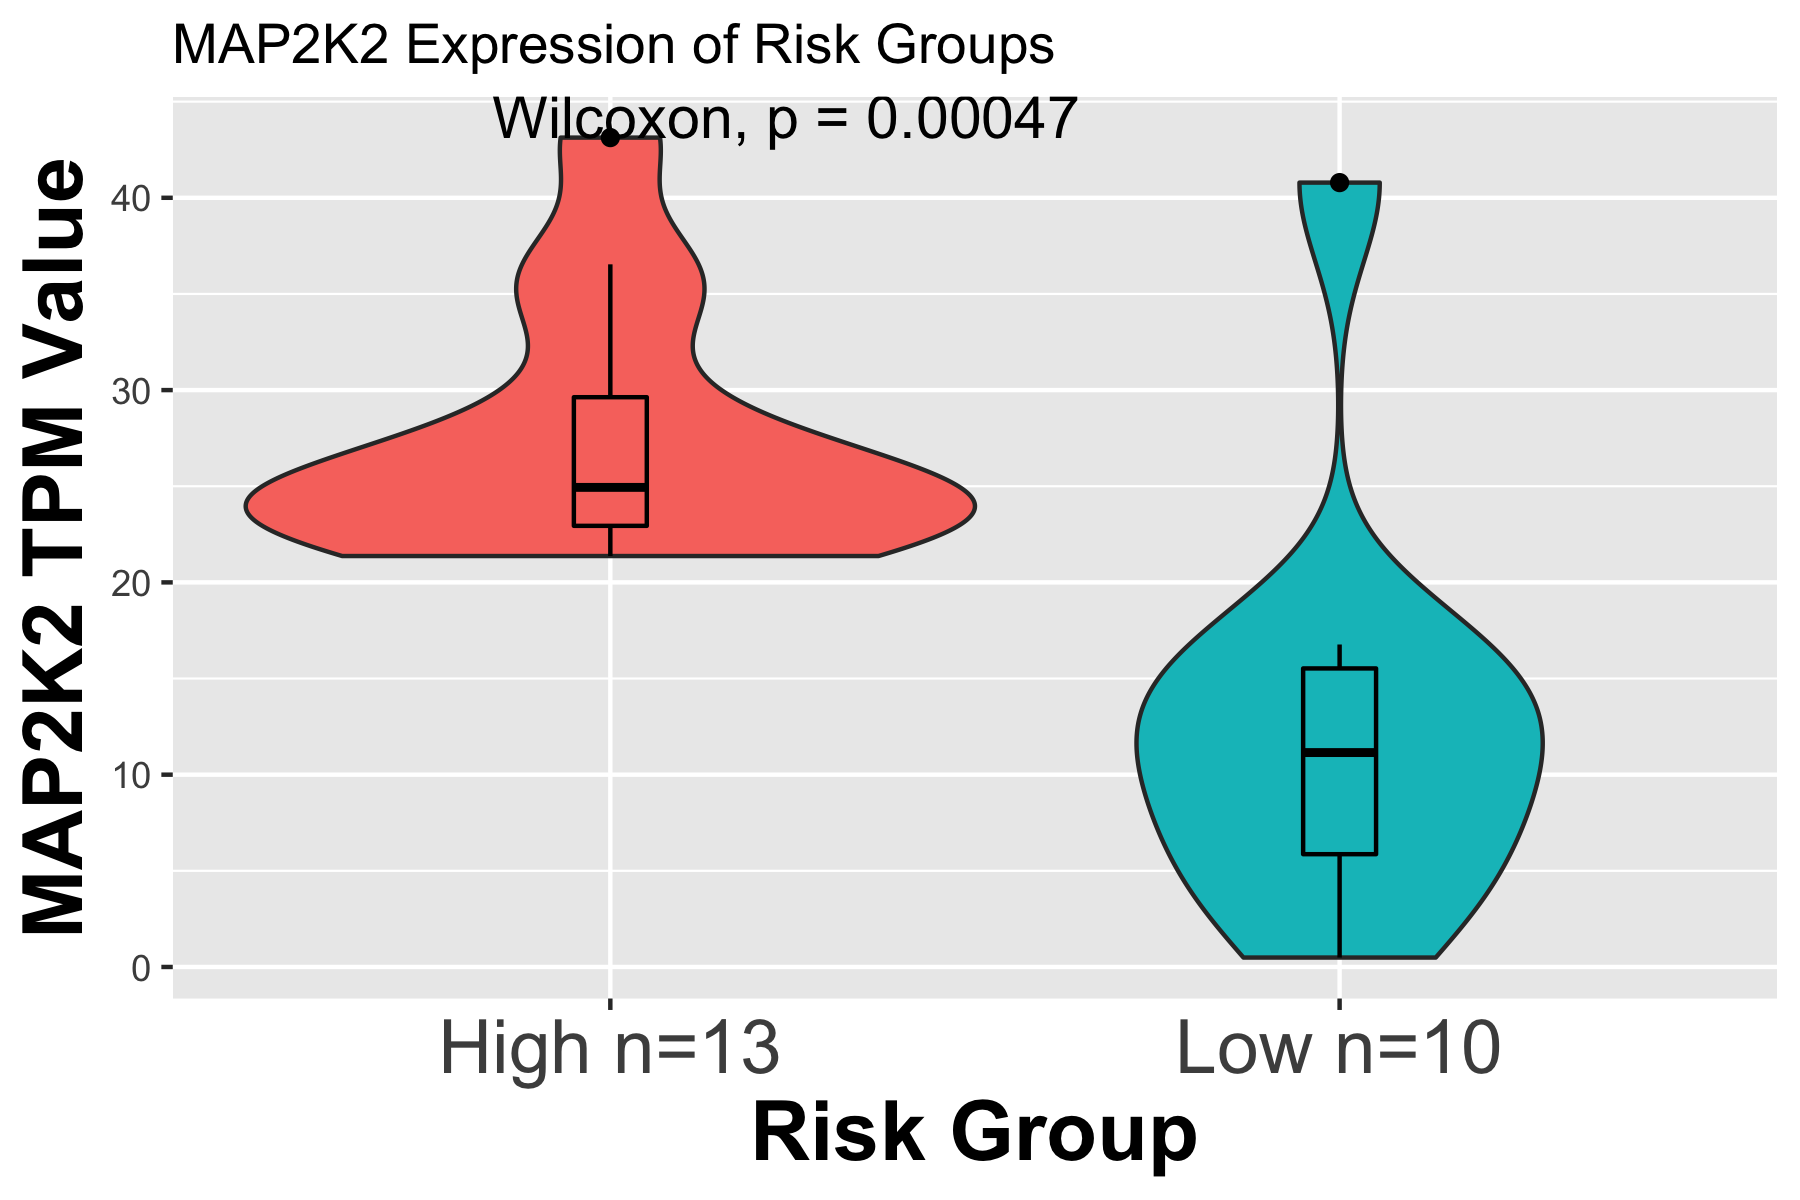 MAP2K2 Expression of Risk Groups
Wilcoxon, p = 0.00047
MAP2K2 TPM Value
40
30
20
10
0
High n=13
Low n=10
Risk Group